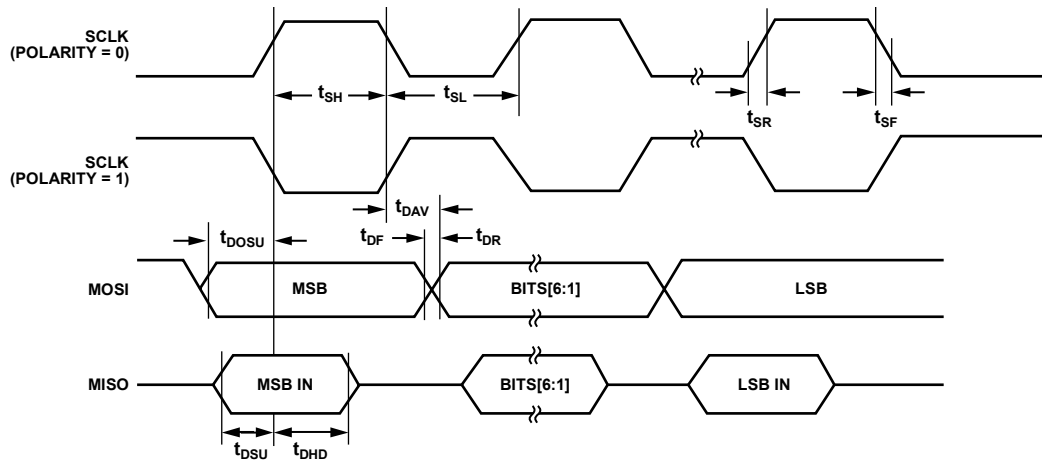 SCLK
(POLARITY = 0)
tSH
tSL
tSR
tSF
SCLK
(POLARITY = 1)
tDAV
tDOSU
tDF
tDR
MOSI
MSB
BITS[6:1]
LSB
MISO
MSB IN
BITS[6:1]
LSB IN
tDSU
tDHD